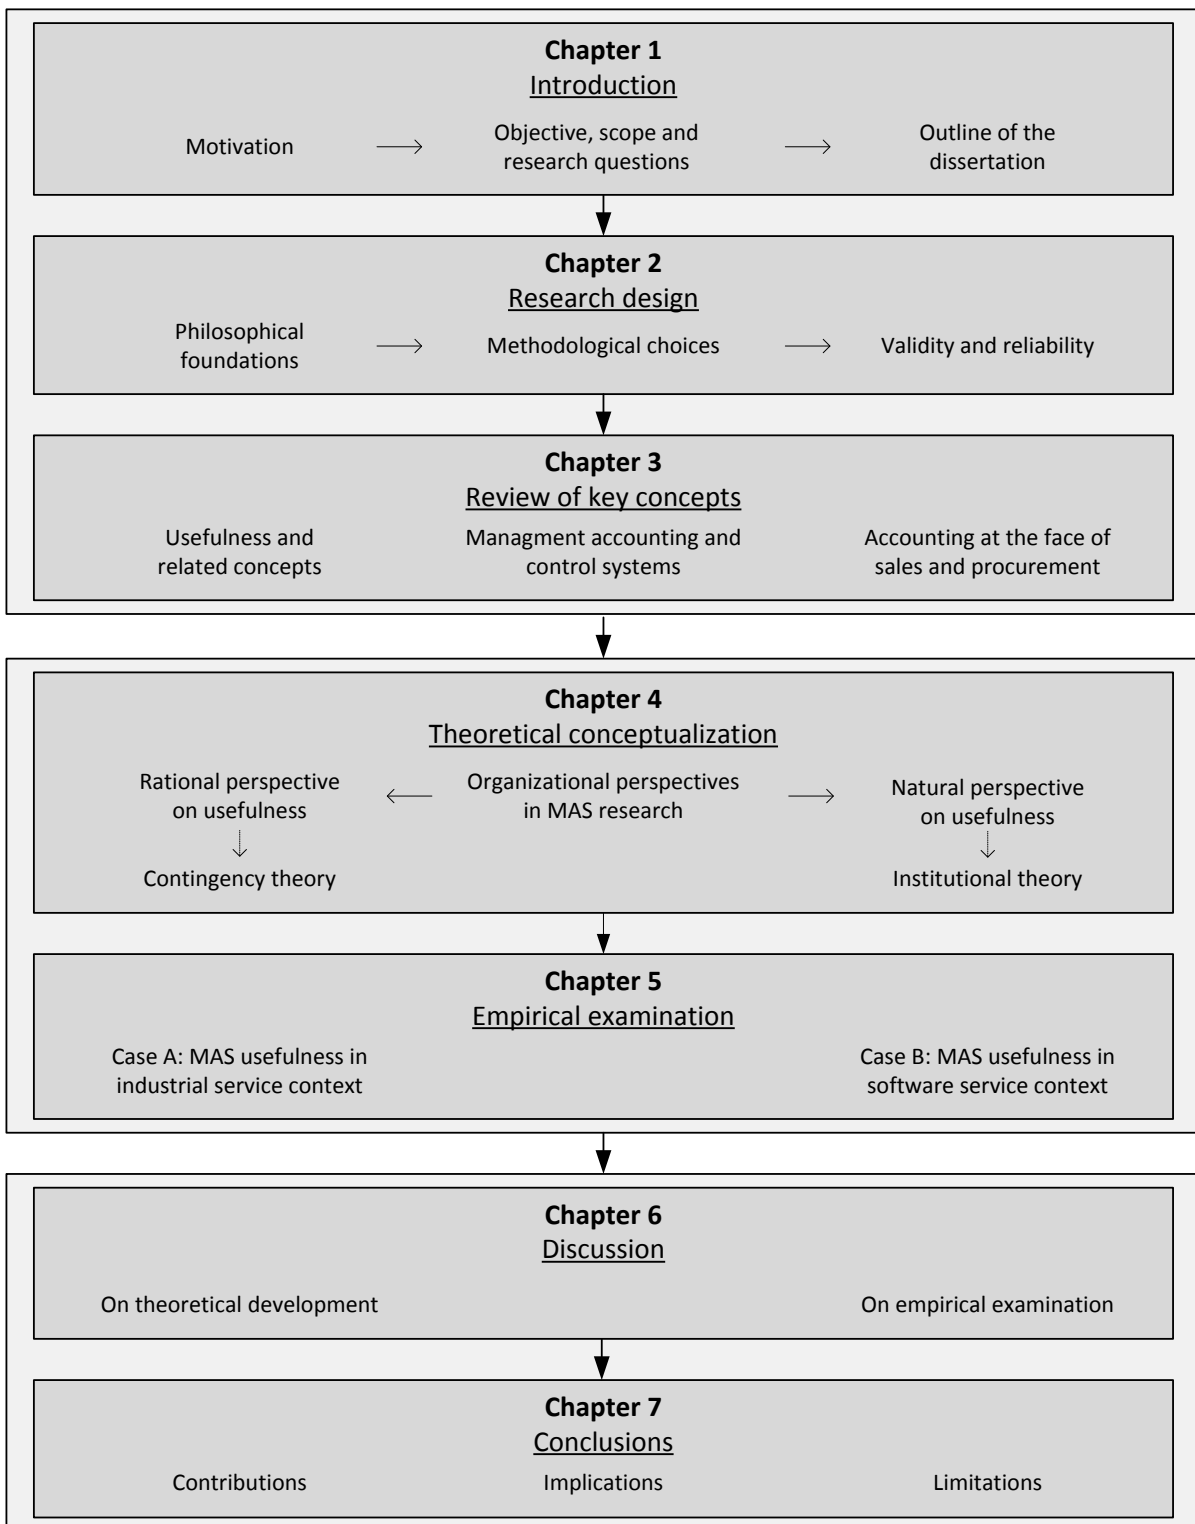 Chapter 1
Introduction
Motivation
Objective, scope and
research questions
Outline of the
dissertation
Chapter 2
Research design
Philosophical
foundations
Methodological choices
Validity and reliability
Chapter 3
Review of key concepts
Usefulness and
related concepts
Managment accounting and
control systems
Accounting at the face of
sales and procurement
Chapter 4
Theoretical conceptualization
Rational perspective
on usefulness
Organizational perspectives
in MAS research
Natural perspective
on usefulness
Contingency theory
Institutional theory
Chapter 5
Empirical examination
Case A: MAS usefulness in
industrial service context
Case B: MAS usefulness in
software service context
Chapter 6
Discussion
On theoretical development
On empirical examination
Chapter 7
Conclusions
Contributions
Implications
Limitations